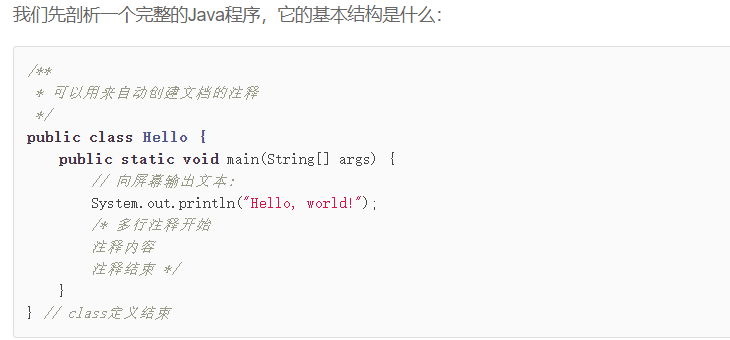 我们先剖析一个完整的Java程序，它的基本结构是什么：
/**
 * 可以用来自动创建文档的注释
 */
public class Hello {
    public static void main(String[] args) {
        // 向屏幕输出文本:
        System.out.println("Hello, world!");
        /* 多行注释开始
        注释内容
        注释结束 */
    }
} // class定义结束